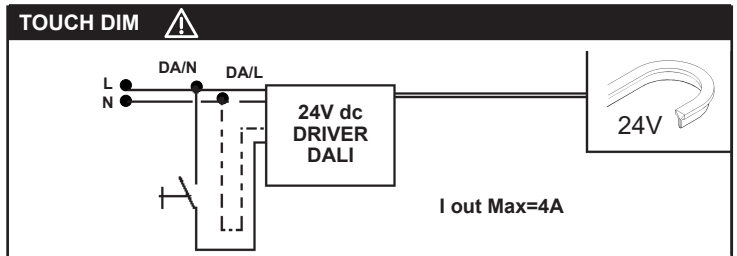 TOUCH DIM
DA/N
DA/L
L
N
24V dc
DRIVER
DALI
24V
I out Max=4A